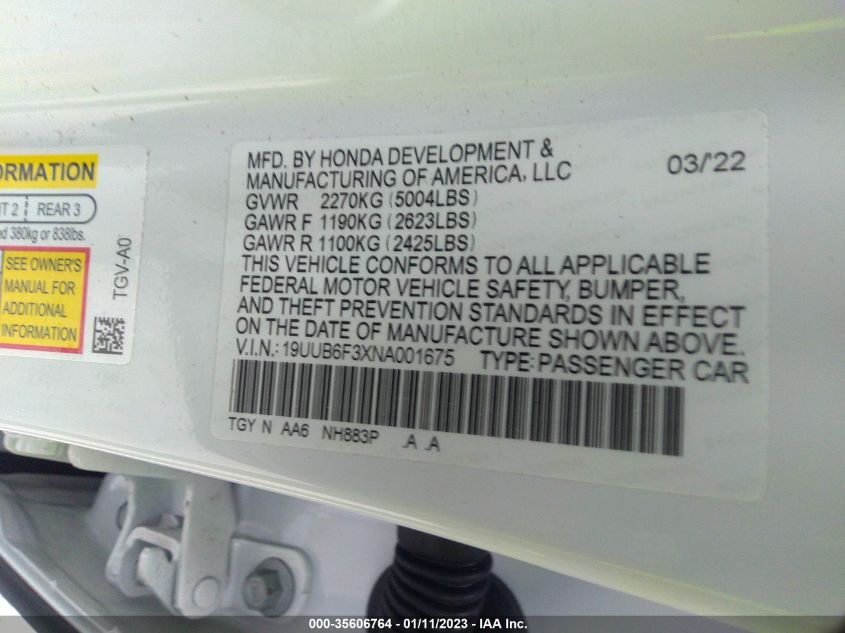 ORMATION
T 2 REAR 3
ed 380kg or 838lbs.
SEE OWNER'S
MANUAL FOR
ADDITIONAL
INFORMATION
TGV-A0
MFD. BY HONDA DEVELOPMENT &
MANUFACTURING OF AMERICA, LLC 03/'22
GVWR 2270KG (5004LBS)
GAWR F 1190KG (2623LBS)
GAWR R 1100KG (2425LBS)
THIS VEHICLE CONFORMS TO ALL APPLICABLE
FEDERAL MOTOR VEHICLE SAFETY, BUMPER,
AND THEFT PREVENTION STANDARDS IN EFFECT
ON THE DATE OF MANUFACTURE SHOWN ABOVE.
V.I.N.: 19UUB6F3XNA001675 TYPE: PASSENGER CAR
TGY N AA6 NH883P .A .A
000-35606764 - 01/11/2023 - IAA Inc.